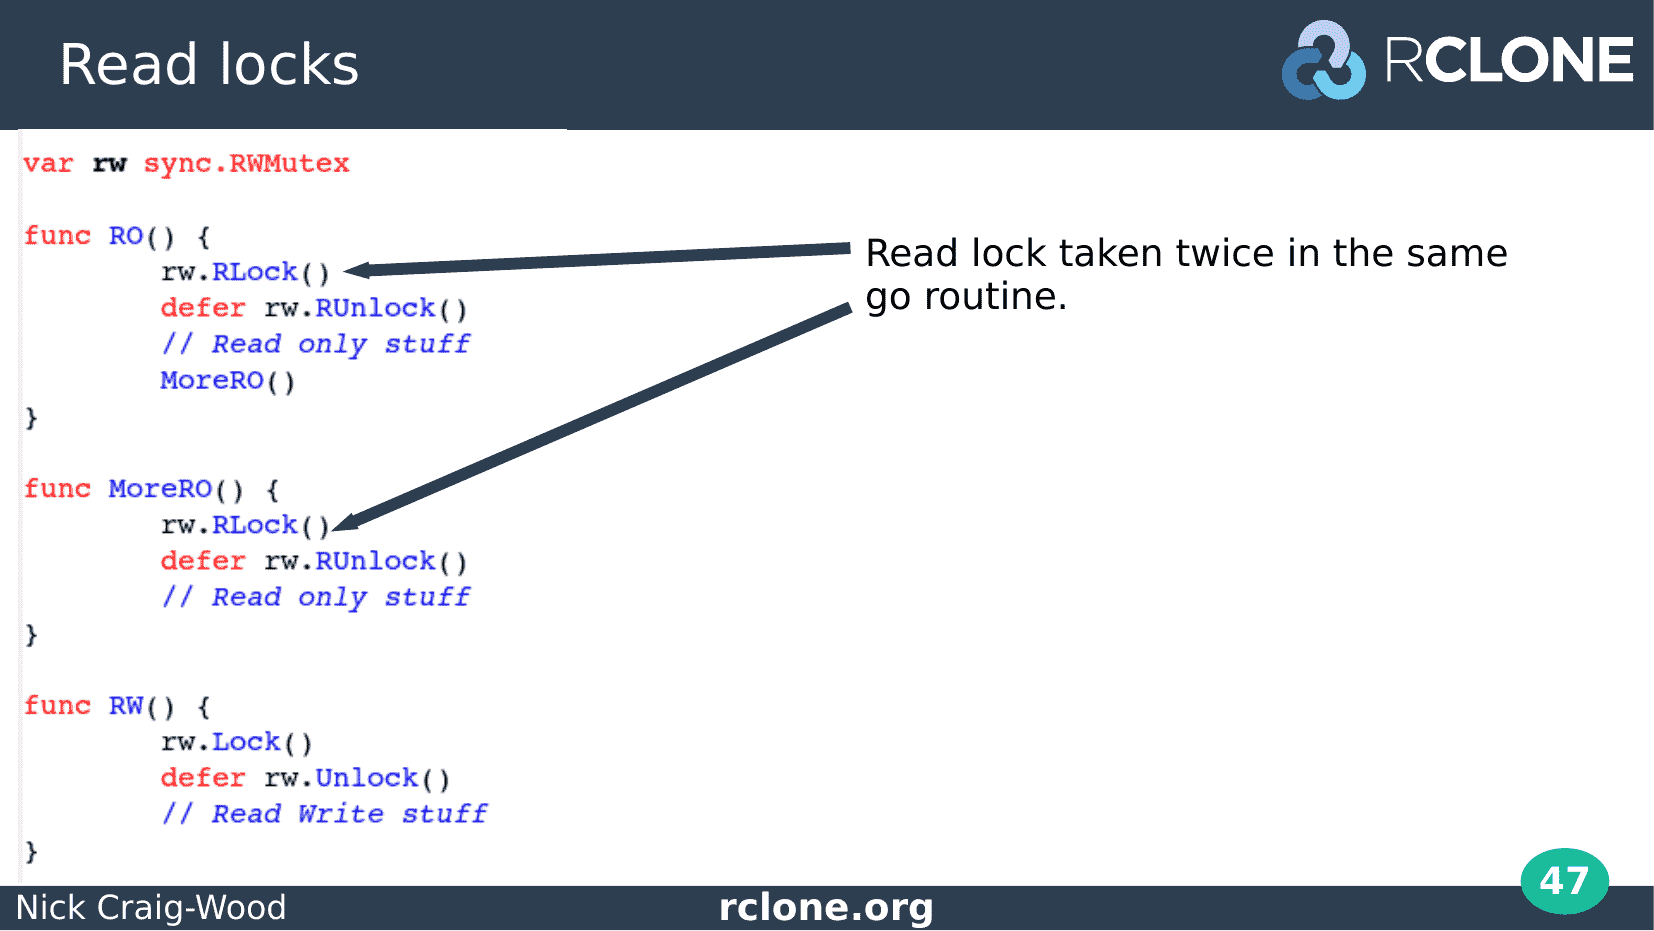 Read locks
RCLONE
var rw sync.RWMutex
func RO() {
rw.RLock()
defer rw.RUnlock()
// Read only stuff
MoreRO()
}
Read lock taken twice in the same
go routine.
func MoreRO() {
rw.RLock()
defer rw.RUnlock()
// Read only stuff
}
func RW() {
rw.Lock()
defer rw.Unlock()
// Read Write stuff
}
Nick Craig-Wood
rclone.org
47